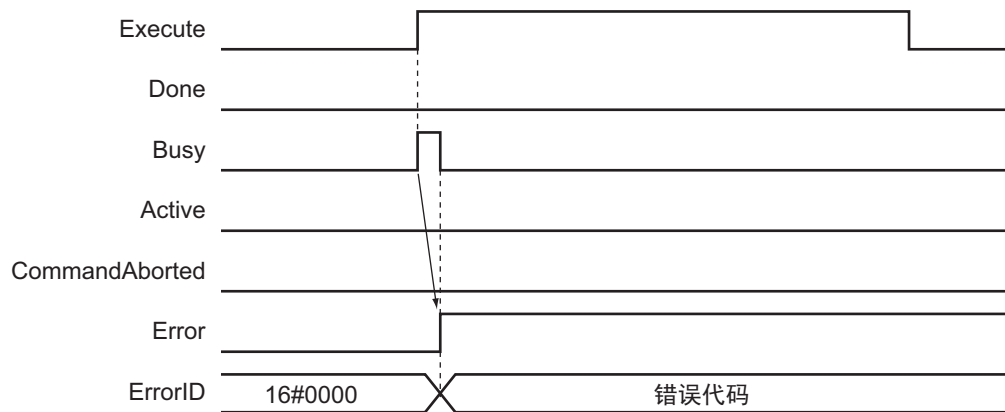 Execute
Done
Busy
Active
CommandAborted
Error
ErrorID 16#0000 错误代码